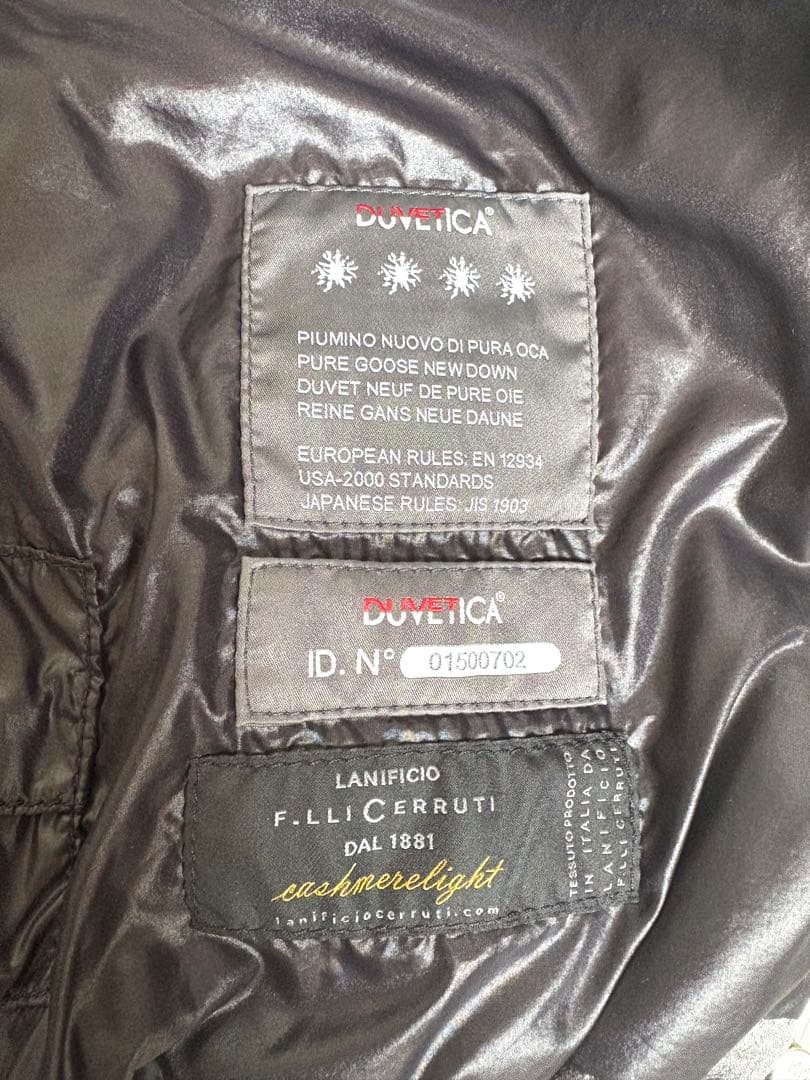 DUVETICA®
PIUMINO NUOVO DI PURA OCA
PURE GOOSE NEW DOWN
DUVET NEUF DE PURE OIE
REINE GANS NEUE DAUNE
EUROPEAN RULES: EN 12934
USA-2000 STANDARDS
JAPANESE RULES: JIS 1903
DUVETICA®
ID. N° 01500702
LANIFICIO
F.LLI CERRUTI
DAL 1881
cashmerelight
lanificiocerruti.com
TESSUTO PRODOTTO
IN ITALIA DA
LANIFICIO
F.LLI CERRUTI